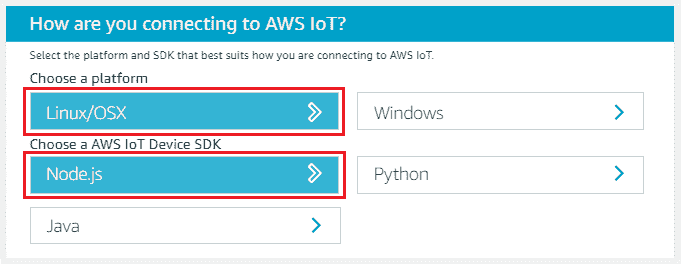 How are you connecting to AWS IoT?
Select the platform and SDK that best suits how you are connecting to AWS IoT.
Choose a platform
Linux/OSX
Windows
Choose a AWS IoT Device SDK
Node.js
Python
Java